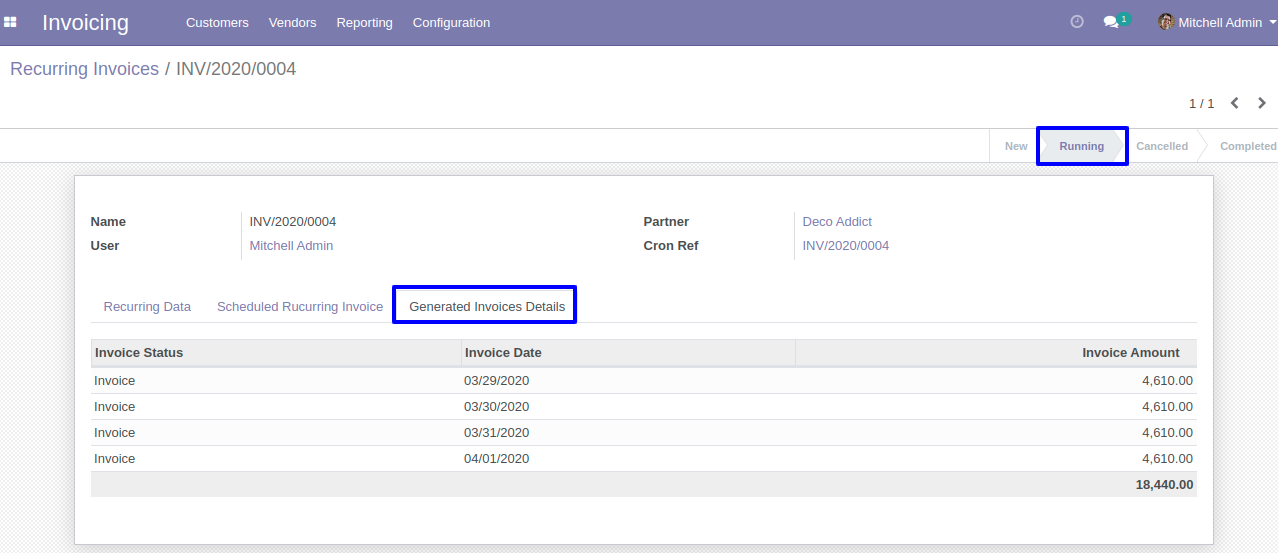 Invoicing Customers Vendors Reporting Configuration 1 Mitchell Admin
Recurring Invoices / INV/2020/0004
1 / 1
New Running Cancelled Completed
Name INV/2020/0004 Partner Deco Addict
User Mitchell Admin Cron Ref INV/2020/0004
Recurring Data Scheduled Rucurring Invoice Generated Invoices Details
Invoice Status Invoice Date Invoice Amount
Invoice 03/29/2020 4,610.00
Invoice 03/30/2020 4,610.00
Invoice 03/31/2020 4,610.00
Invoice 04/01/2020 4,610.00
18,440.00